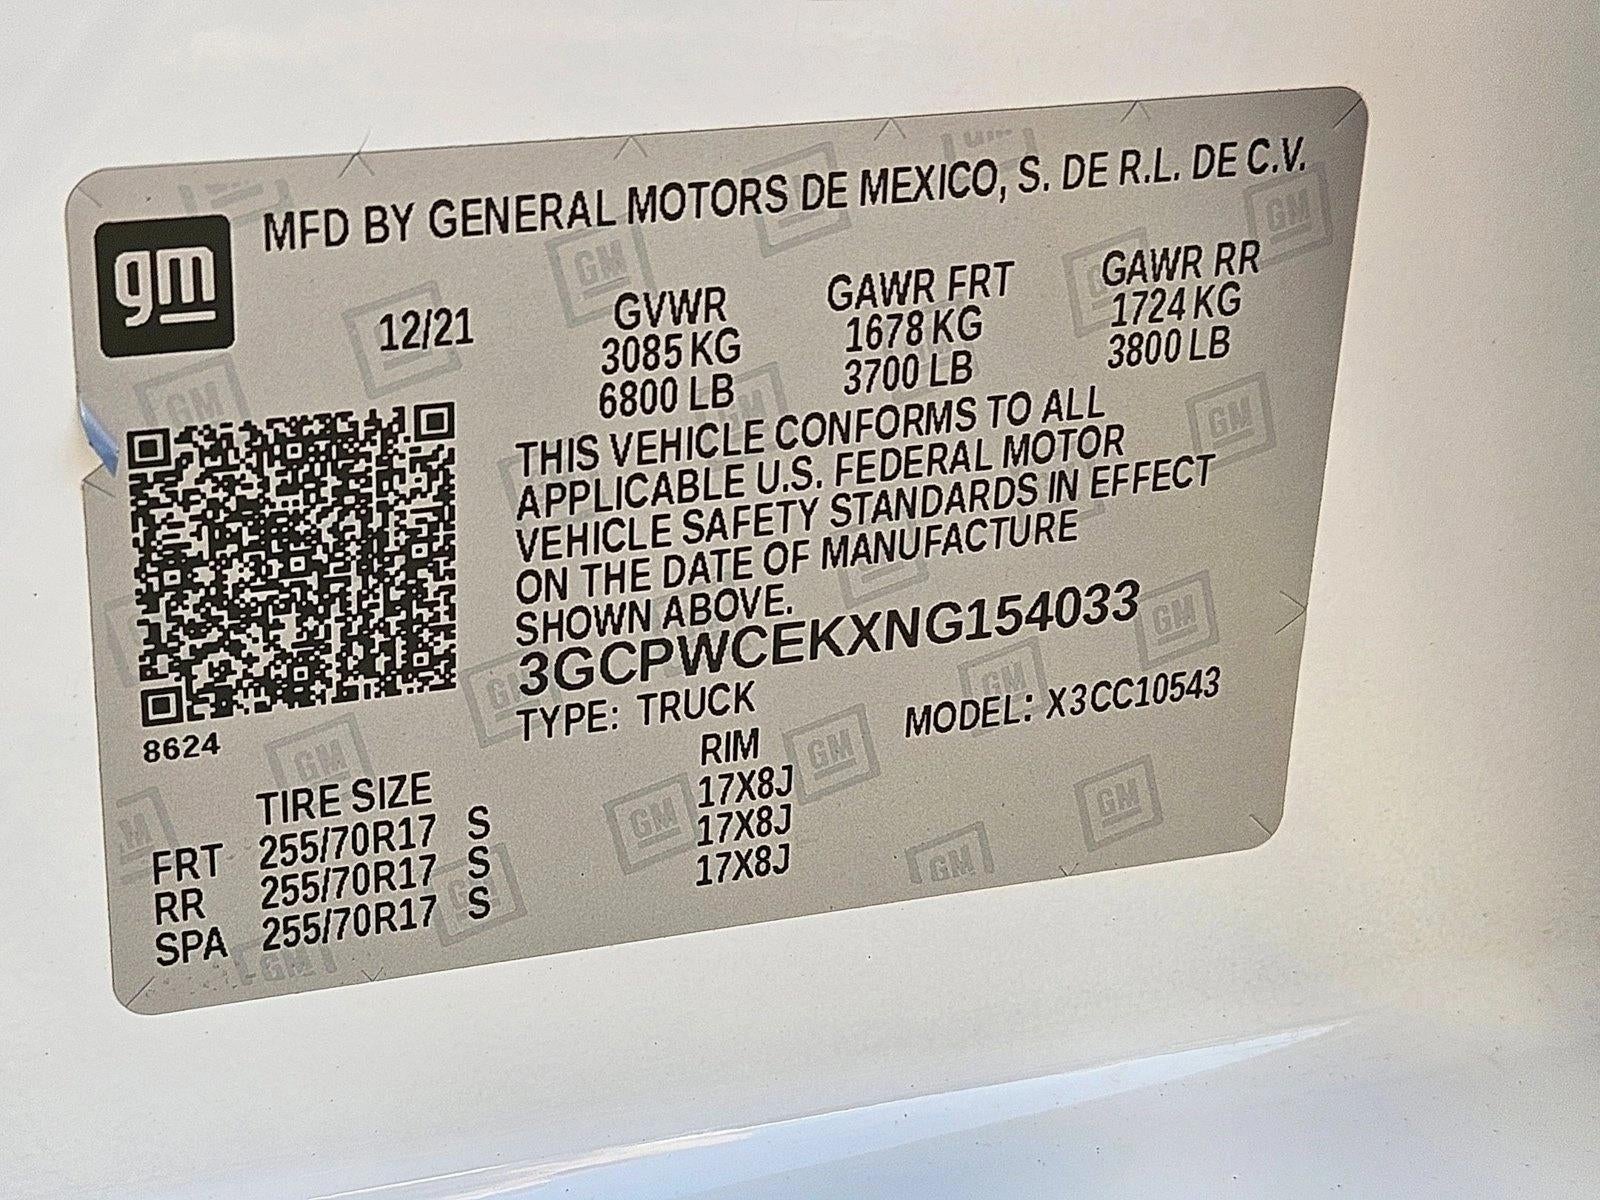 gm
MFD BY GENERAL MOTORS DE MEXICO, S. DE R.L. DE C.V.
12/21
GVWR GAWR FRT GAWR RR
3085 KG 1678 KG 1724 KG
6800 LB 3700 LB 3800 LB
THIS VEHICLE CONFORMS TO ALL
APPLICABLE U.S. FEDERAL MOTOR
VEHICLE SAFETY STANDARDS IN EFFECT
ON THE DATE OF MANUFACTURE
SHOWN ABOVE.
3GCPWCEKXNG154033
TYPE: TRUCK MODEL: X3CC10543
8624
TIRE SIZE RIM
FRT 255/70R17 S 17X8J
RR 255/70R17 S 17X8J
SPA 255/70R17 S 17X8J